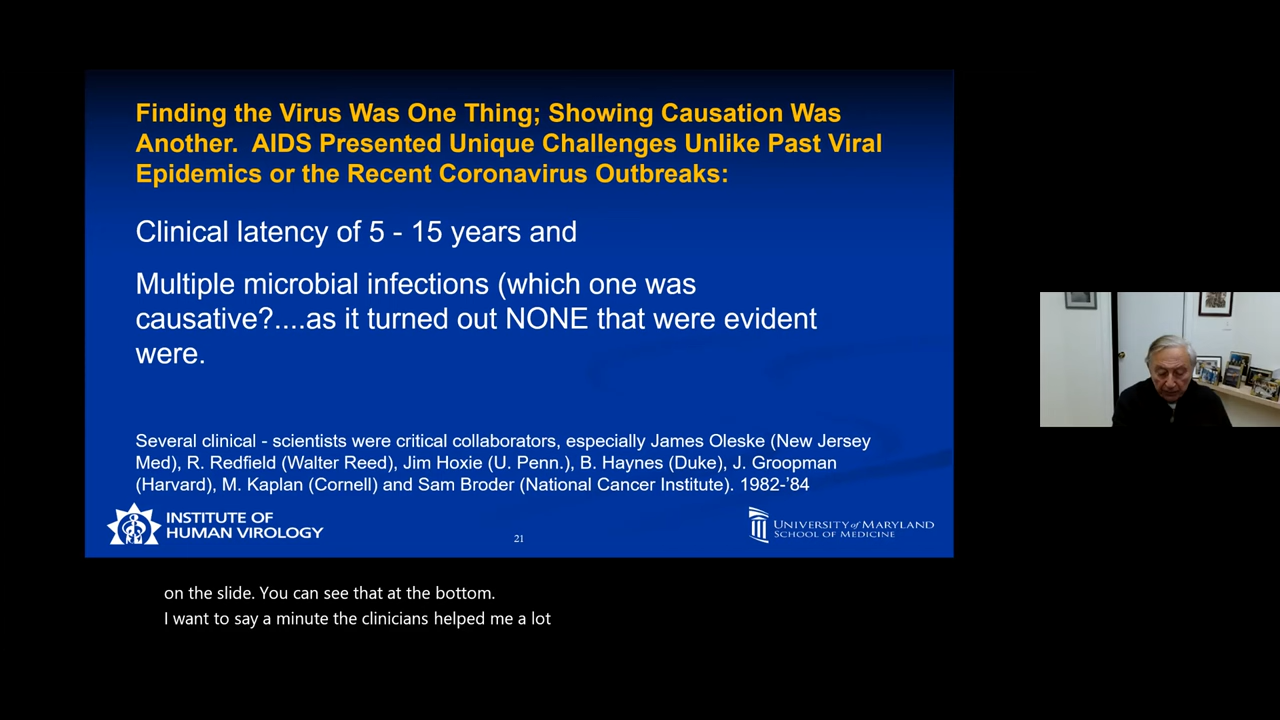 Finding the Virus Was One Thing; Showing Causation Was
Another.  AIDS Presented Unique Challenges Unlike Past Viral
Epidemics or the Recent Coronavirus Outbreaks:
Clinical latency of 5 - 15 years and
Multiple microbial infections (which one was
causative?....as it turned out NONE that were evident
were.
Several clinical - scientists were critical collaborators, especially James Oleske (New Jersey
Med), R. Redfield (Walter Reed), Jim Hoxie (U. Penn.), B. Haynes (Duke), J. Groopman
(Harvard), M. Kaplan (Cornell) and Sam Broder (National Cancer Institute). 1982-'84
INSTITUTE OF
HUMAN VIROLOGY
21
UNIVERSITY of MARYLAND
SCHOOL OF MEDICINE
on the slide. You can see that at the bottom.
I want to say a minute the clinicians helped me a lot